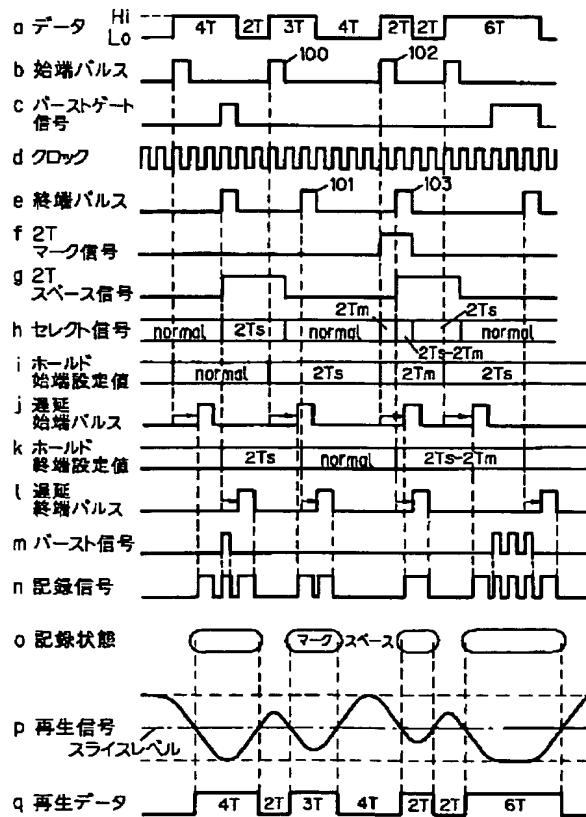 a データ Hi Lo 4T 2T 3T 4T 2T 2T 6T
b 始端パルス 100 102
c バーストゲート
信号
d クロック
e 終端パルス 101 103
f 2T
マーク信号
g 2T
スペース信号
2Tm 2Ts
h セレクト信号 normal 2Ts normal normal
2Ts-2Tm
i ホールド
始端設定値 normal 2Ts 2Tm 2Ts
j 遅延
始端パルス
k ホールド
終端設定値 2Ts normal 2Ts-2Tm
l 遅延
終端パルス
m バースト信号
n 記録信号
o 記録状態 マーク スペース
p 再生信号
スライスレベル
q 再生データ 4T 2T 3T 4T 2T 2T 6T